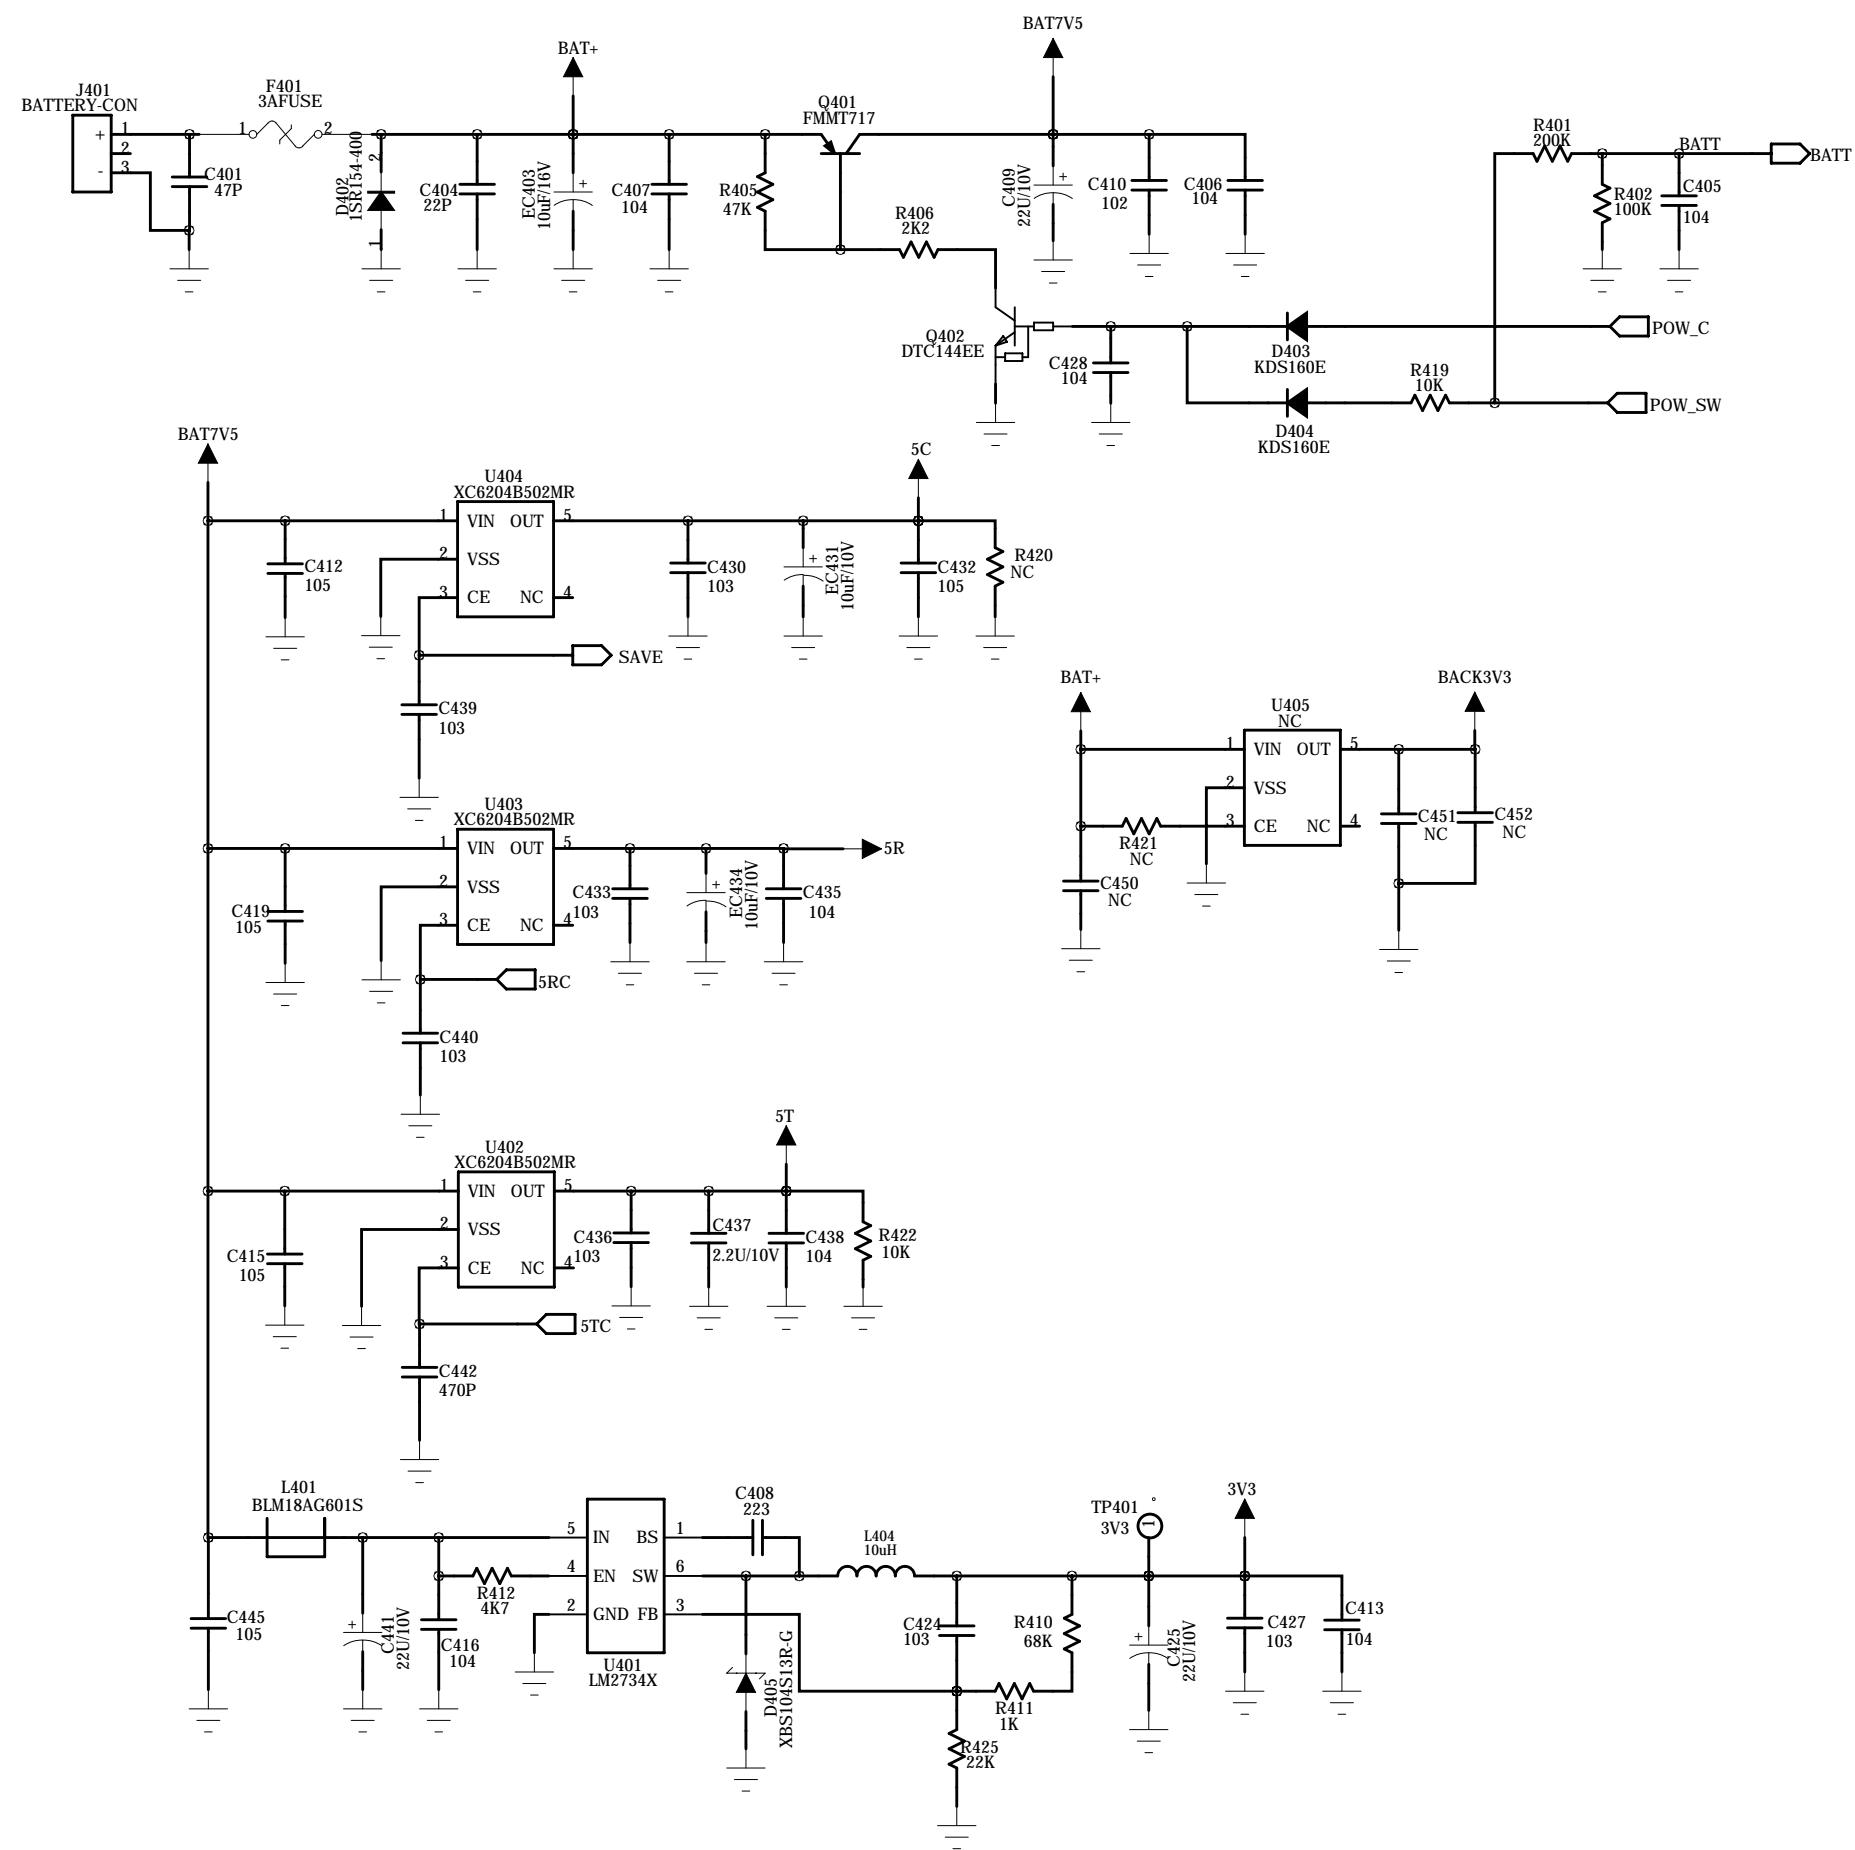 BAT7V5
BAT+
J401
BATTERY-CON
F401
3AFUSE
Q401
FMMT717
+
1
2
3
-
1
2
C401
47P
D402
1SR154-400
2
1
C404
22P
EC403
10uF/16V
+
C407
104
R405
47K
R406
2K2
C409
22U/10V
+
C410
102
C406
104
R401
200K
BATT
BATT
R402
100K
C405
104
Q402
DTC144EE
C428
104
D403
KDS160E
POW_C
R419
10K
D404
KDS160E
POW_SW
BAT7V5
U404
XC6204B502MR
5C
1
VIN
OUT
5
2
VSS
3
CE
NC
4
C412
105
C430
103
EC431
10uF/10V
+
C432
105
R420
NC
SAVE
C439
103
BAT+
U405
NC
BACK3V3
1
VIN
OUT
5
2
VSS
3
CE
NC
4
R421
NC
C450
NC
C451
NC
C452
NC
U403
XC6204B502MR
1
VIN
OUT
5
5R
2
VSS
3
CE
NC
4
C419
105
C433
103
EC434
10uF/10V
+
C435
104
5RC
C440
103
5T
U402
XC6204B502MR
1
VIN
OUT
5
2
VSS
3
CE
NC
4
C415
105
C436
103
C437
2.2U/10V
C438
104
R422
10K
5TC
C442
470P
L401
BLM18AG601S
C408
223
L404
10uH
TP401
3V3
1
3V3
5
IN
BS
1
4
EN
SW
6
2
GND
FB
3
R412
4K7
C445
105
C441
22U/10V
+
C416
104
U401
LM2734X
D405
XBS104S13R-G
C424
103
R410
68K
R411
1K
R425
22K
C425
22U/10V
+
C427
103
C413
104